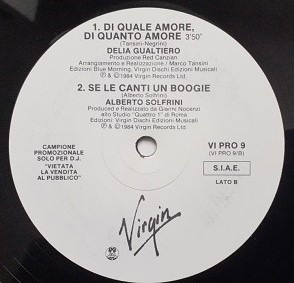 1. DI QUALE AMORE,
DI QUANTO AMORE 3'50"
(Tansini-Negrini)
DELIA GUALTIERO
Produzione Red Canzian
Arrangiamento e Realizzazione / Marco Tansini
Edizioni Blue Morning, Virgin Dischi Edizioni Musicali
Ⓟ & © 1984 Virgin Records Ltd.
2. SE LE CANTI UN BOOGIE
(Alberto Solfrini)
ALBERTO SOLFRINI
Produced e Realizzato da Gianni Nocenzi
allo Studio "Quattro 1" di Roma
Edizioni Virgin Dischi Edizioni Musicali
Ⓟ & © 1984 Virgin Records Ltd.
CAMPIONE
PROMOZIONALE
SOLO PER D.J.
"VIETATA
LA VENDITA
AL PUBBLICO"
VI PRO 9
(VI PRO 9/B)
S.I.A.E.
LATO B
Virgin